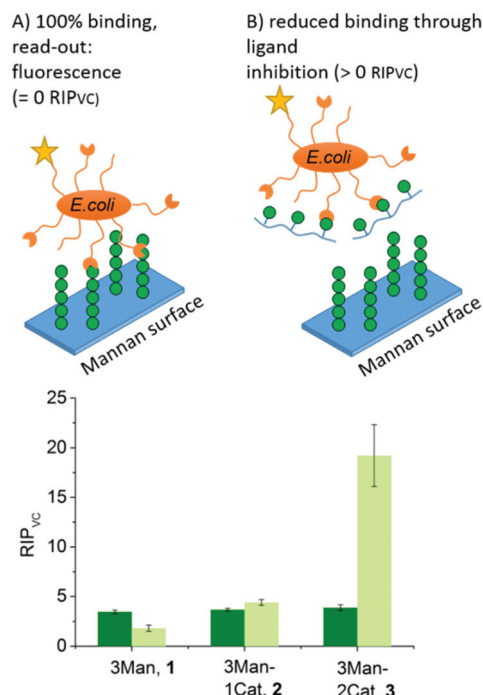 A) 100% binding,
read-out:
fluorescence
(= 0 RIPVC)
B) reduced binding through
ligand
inhibition (> 0 RIPVC)
E.coli
E.coli
Mannan surface
Mannan surface
25
20
15
10
5
0
RIPVC
3Man, 1
3Man-
1Cat, 2
3Man-
2Cat, 3